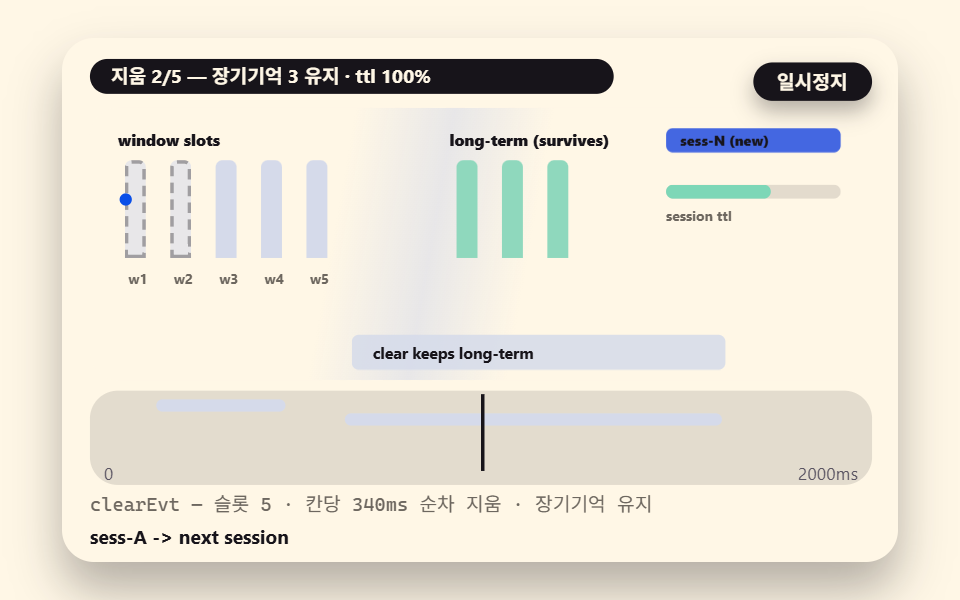 지움 2/5 — 장기기억 3 유지 · ttl 100%
일시정지
window slots
long-term (survives)
sess-N (new)
session ttl
w1 w2 w3 w4 w5
clear keeps long-term
0 2000ms
clearEvt — 슬롯 5 · 칸당 340ms 순차 지움 · 장기기억 유지
sess-A -> next session